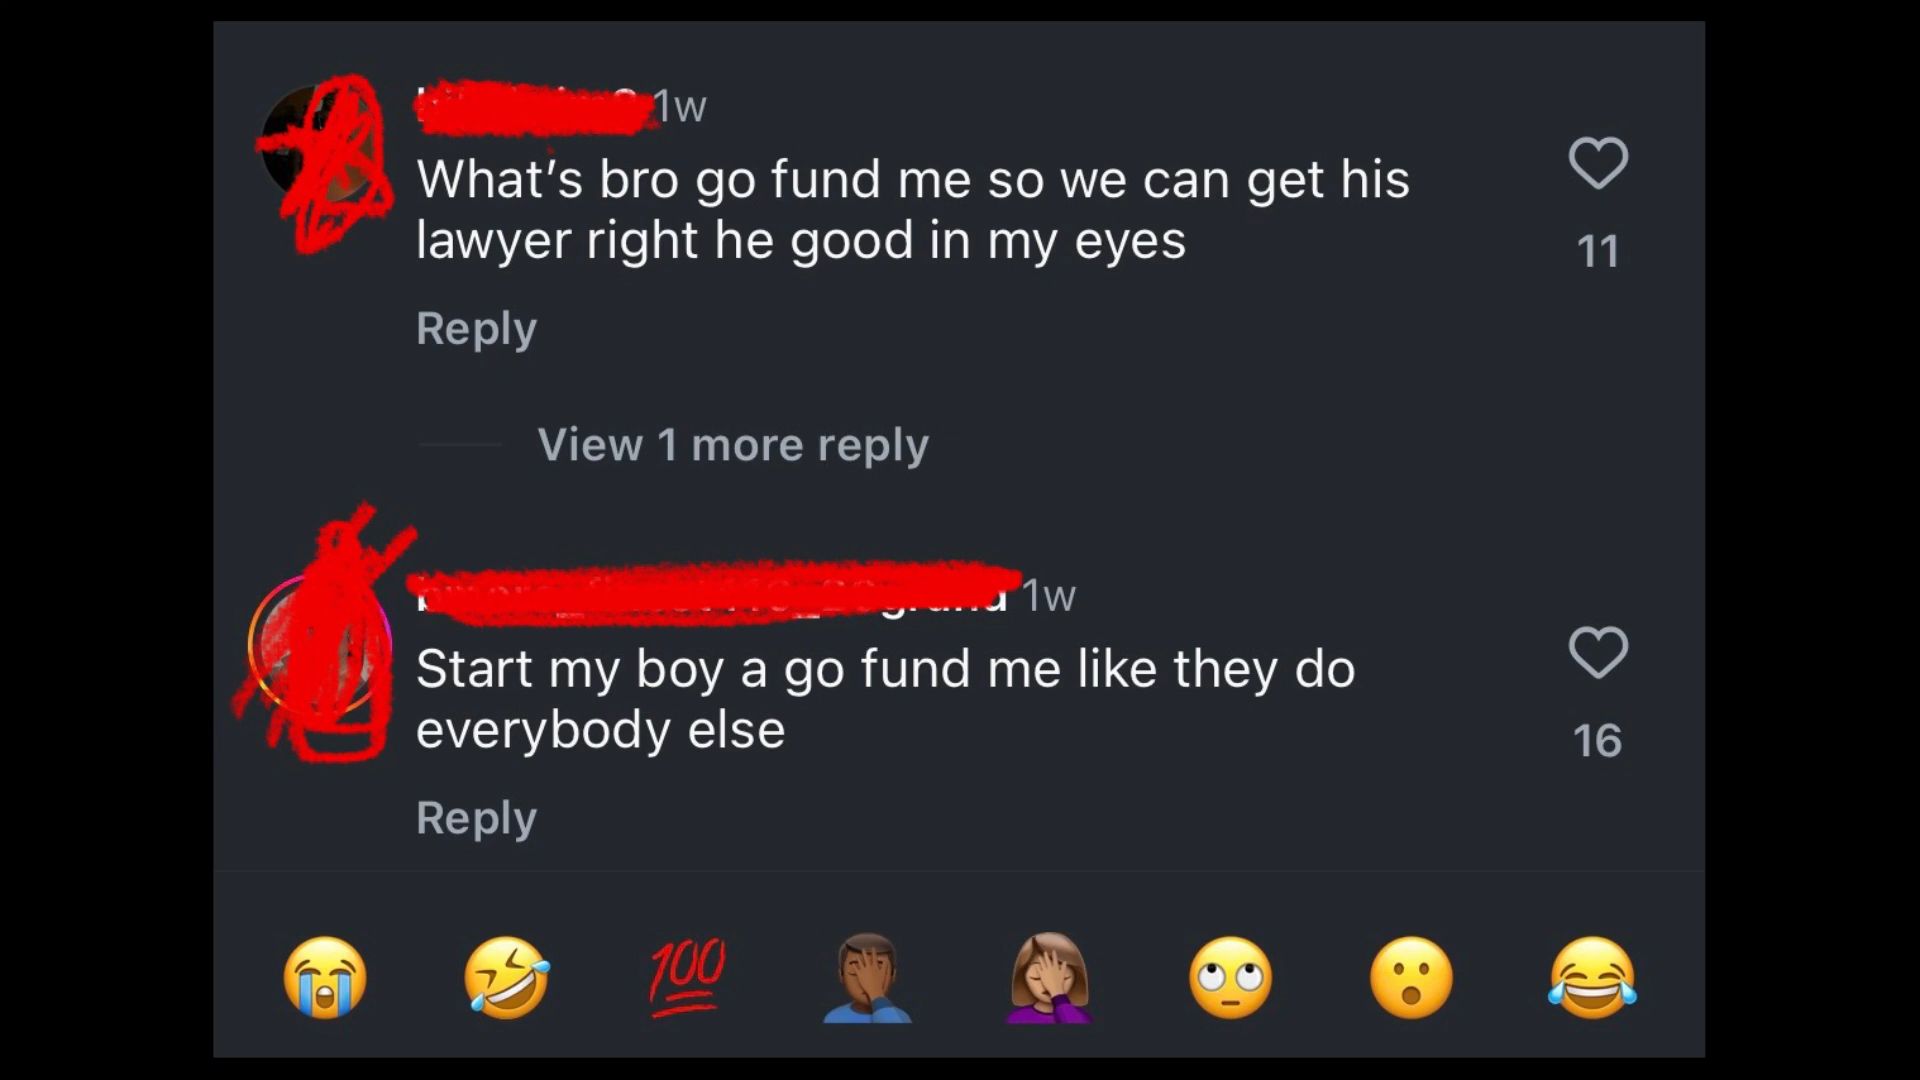 1w
What's bro go fund me so we can get his
lawyer right he good in my eyes
11
Reply
View 1 more reply
1w
Start my boy a go fund me like they do
everybody else
16
Reply
💯